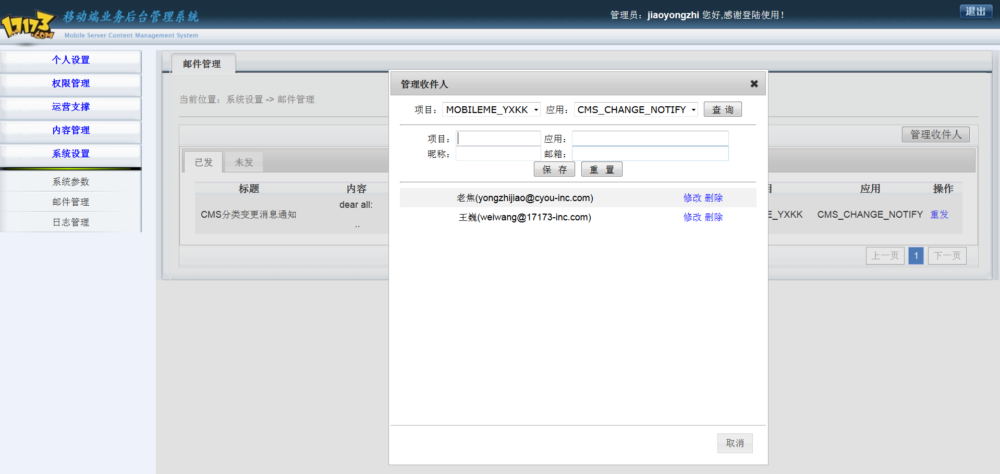 17173.COM 移动端业务后台管理系统
Mobile Server Content Management System
管理员：jiaoyongzhi 您好,感谢登陆使用！
退出
个人设置
权限管理
运营支撑
内容管理
系统设置
系统参数
邮件管理
日志管理
邮件管理
当前位置：系统设置 -> 邮件管理
管理收件人
已发 未发
标题 内容 目 应用 操作
dear all:
CMS分类变更消息通知 E_YXKK CMS_CHANGE_NOTIFY 重发
..
上一页 1 下一页
管理收件人 ✖
项目：MOBILEME_YXKK 应用：CMS_CHANGE_NOTIFY 查 询
项目： 应用：
昵称： 邮箱：
保 存 重 置
老焦(yongzhijiao@cyou-inc.com) 修改 删除
王巍(weiwang@17173-inc.com) 修改 删除
取消